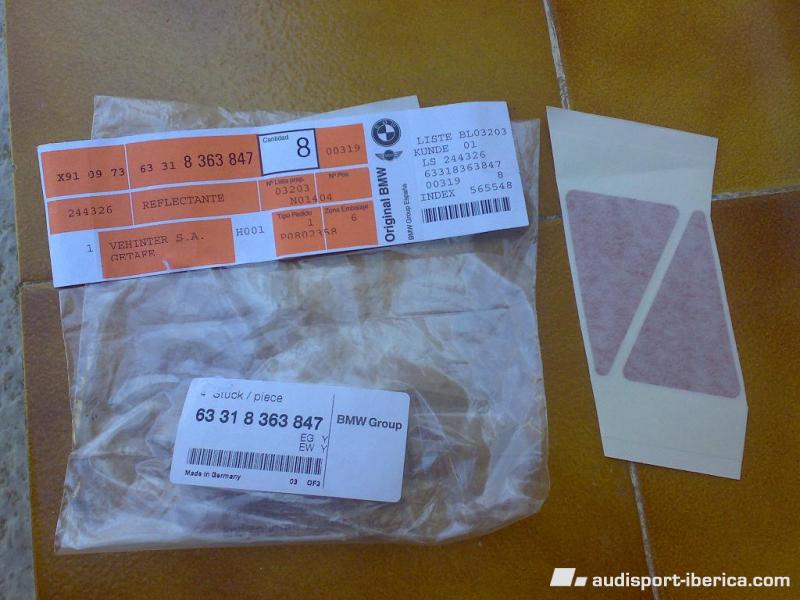 X91 09 73
63 31 8 363 847
Cantidad
8
00319
244326
REFLECTANTE
Nº Lista prep.
03203
Nº Pos
N01404
1
VEHINTER S.A.
GETAFE
H001
Tipo Pedido
1
P0802358
Zona Embalaje
6
Original BMW
BMW Group España
LISTE BL03203
KUNDE 01
LS 244326
63318363847
00319 8
INDEX 565548
4 Stück / piece
63 31 8 363 847
BMW Group
EG Y
EW Y
Made in Germany
03 OF3
audisport-iberica.com